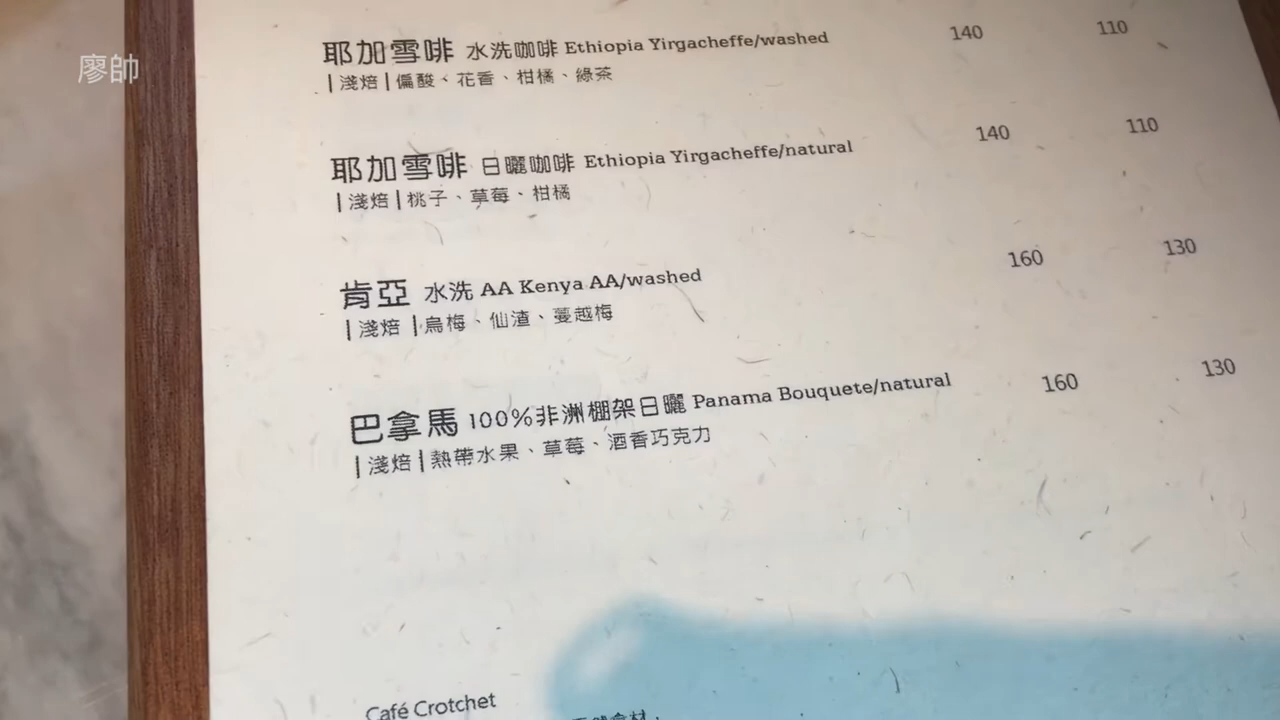 廖帥
耶加雪啡 水洗咖啡 Ethiopia Yirgacheffe/washed 140 110
|淺焙|偏酸、花香、柑橘、綠茶
耶加雪啡 日曬咖啡 Ethiopia Yirgacheffe/natural 140 110
|淺焙|桃子、草莓、柑橘
肯亞 水洗 AA Kenya AA/washed 160 130
|淺焙|烏梅、仙渣、蔓越梅
巴拿馬 100%非洲棚架日曬 Panama Bouquete/natural 160 130
|淺焙|熱帶水果、草莓、酒香巧克力
Café Crotchet